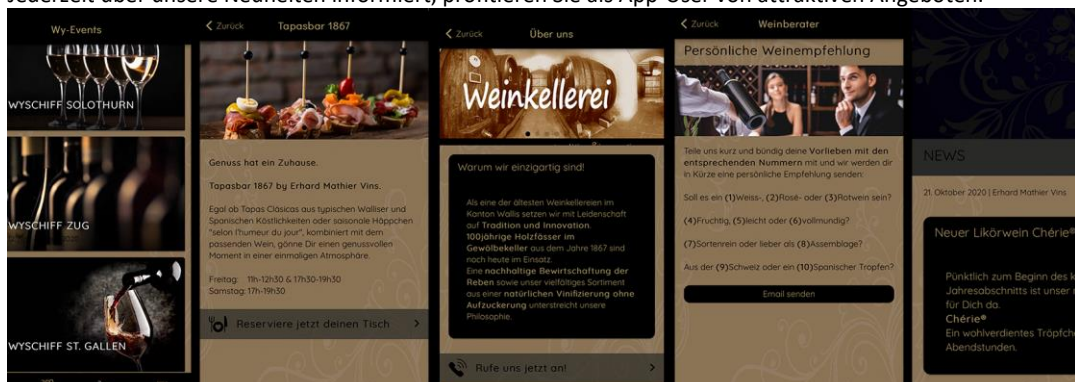 Jederzeit über unsere Neuheiten informiert, profitieren Sie als App-User von attraktiven Angeboten.
Wy-Events
WYSCHIFF SOLOTHURN
WYSCHIFF ZUG
WYSCHIFF ST. GALLEN
Zurück
Tapasbar 1867
Genuss hat ein Zuhause.
Tapasbar 1867 by Erhard Mathier Vins.
Egal ob Tapas Clásicas aus typischen Walliser und
Spanischen Köstlichkeiten oder saisonale Häppchen
"selon l'humeur du jour", kombiniert mit dem
passenden Wein, gönne Dir einen genussvollen
Moment in einer einmaligen Atmosphäre.
Freitag: 11h-12h30 & 17h30-19h30
Samstag: 17h-19h30
Reserviere jetzt deinen Tisch
Zurück
Über uns
Weinkellerei
Warum wir einzigartig sind!
Als eine der ältesten Weinkellereien im
Kanton Wallis setzen wir mit Leidenschaft
auf Tradition und Innovation.
100jährige Holzfässer im
Gewölbekeller aus dem Jahre 1867 sind
noch heute im Einsatz.
Eine nachhaltige Bewirtschaftung der
Reben sowie unser vielfältiges Sortiment
aus einer natürlichen Vinifizierung ohne
Aufzuckerung unterstreicht unsere
Philosophie.
Rufe uns jetzt an!
Zurück
Weinberater
Persönliche Weinempfehlung
Teile uns kurz und bündig deine Vorlieben mit den
entsprechenden Nummern mit und wir werden dir
in Kürze eine persönliche Empfehlung senden:
Soll es ein (1)Weiss-, (2)Rosé- oder (3)Rotwein sein?
(4)Fruchtig, (5)leicht oder (6)vollmundig?
(7)Sortenrein oder lieber als (8)Assemblage?
Aus der (9)Schweiz oder ein (10)Spanischer Tropfen?
Email senden
NEWS
21. Oktober 2020 | Erhard Mathier Vins
Neuer Likörwein Chérie®
Pünktlich zum Beginn des
Jahresabschnitts ist unser
für Dich da.
Chérie®
Ein wohlverdientes
Abendstunden.